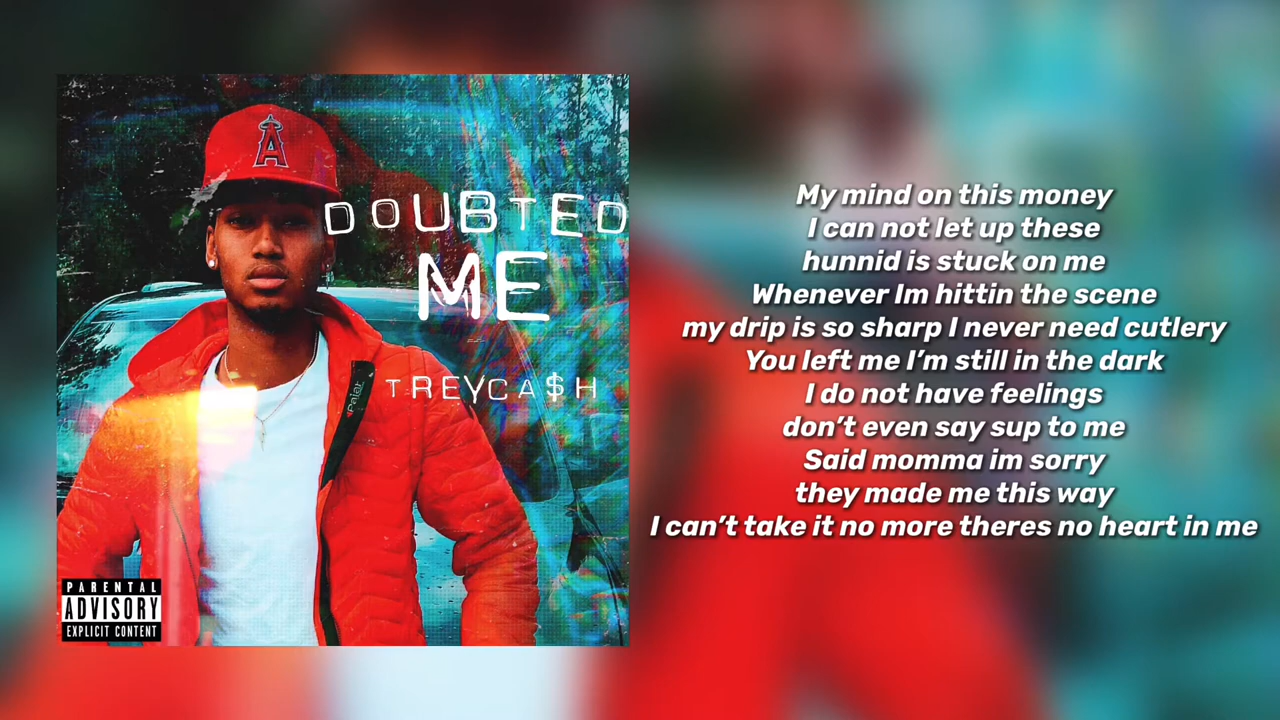 A
DOUBTED
ME
TREYCA$H
PARENTAL
ADVISORY
EXPLICIT CONTENT
My mind on this money
I can not let up these
hunnid is stuck on me
Whenever Im hittin the scene
my drip is so sharp I never need cutlery
You left me I’m still in the dark
I do not have feelings
don’t even say sup to me
Said momma im sorry
they made me this way
I can’t take it no more theres no heart in me